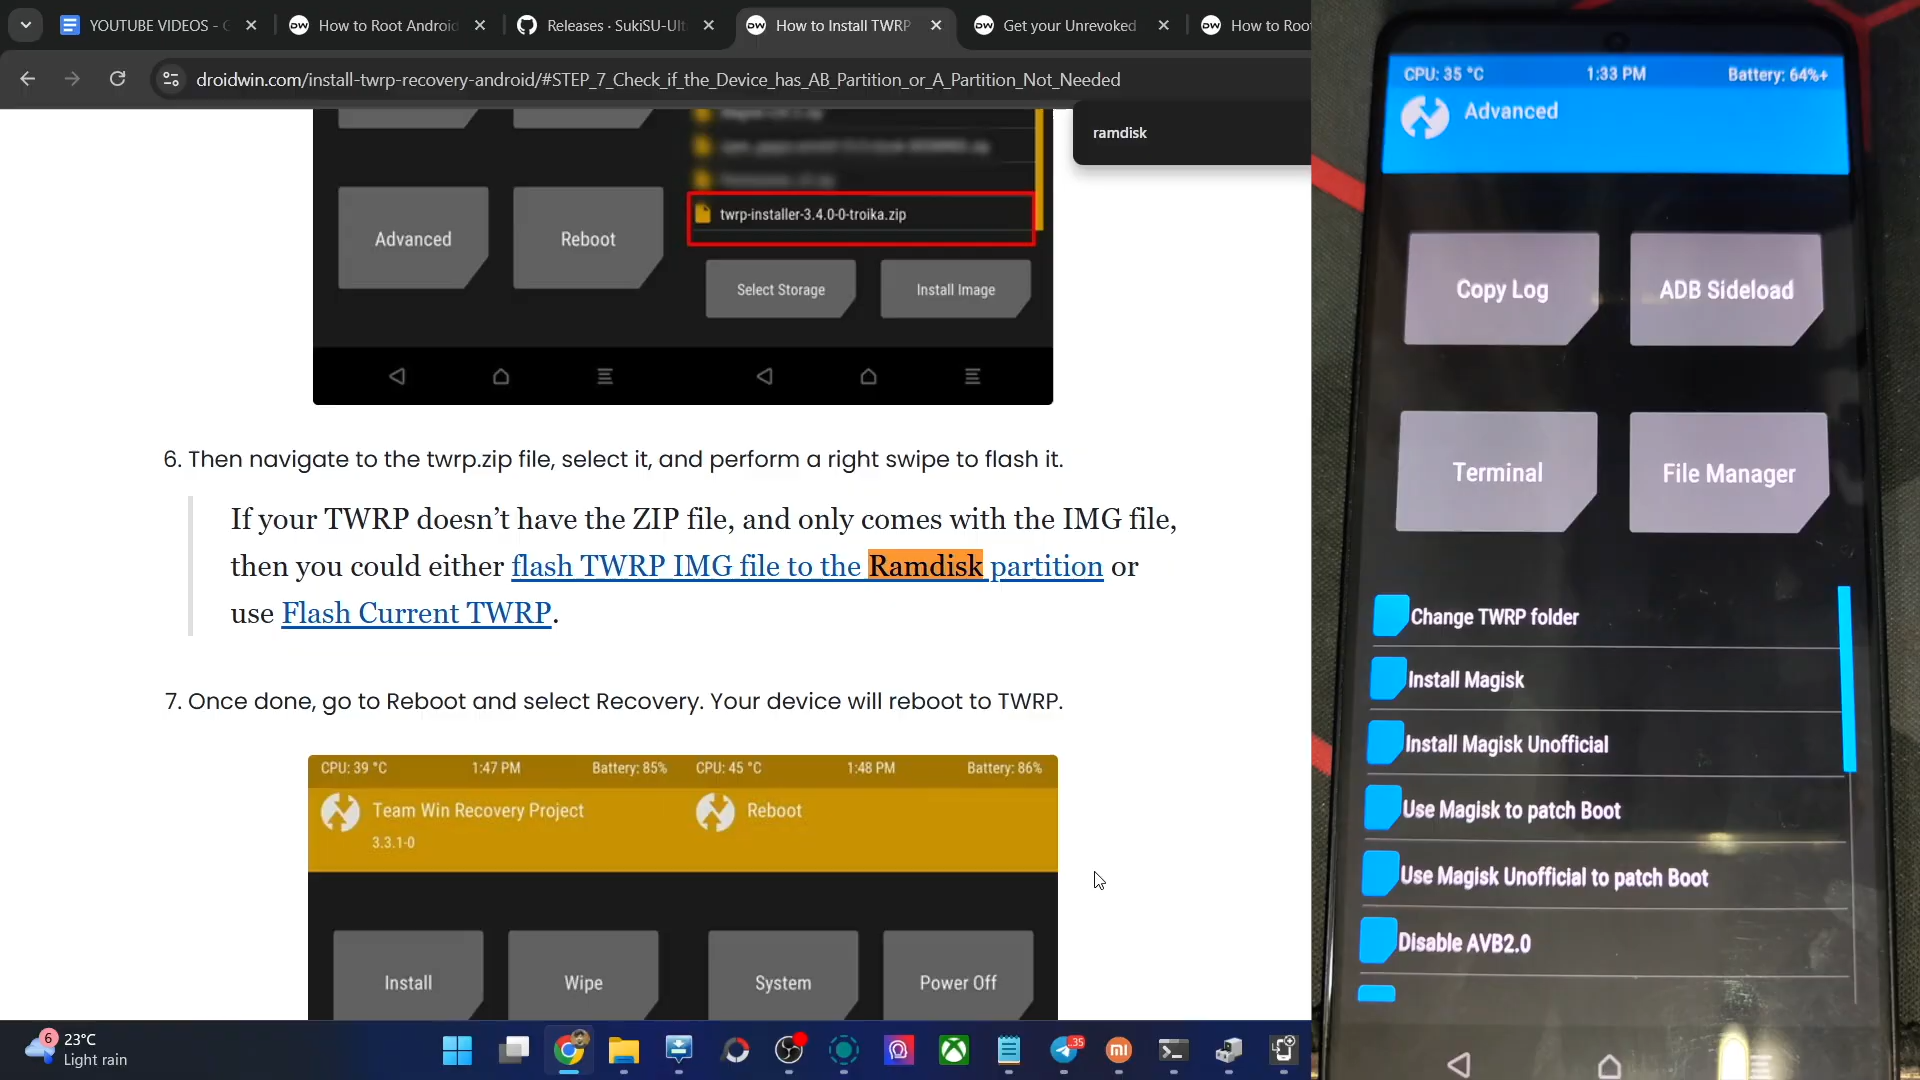 YOUTUBE VIDEOS - 
How to Root Android
Releases · SukiSU-Ult
How to Install TWRP
Get your Unrevoked
How to Roo
droidwin.com/install-twrp-recovery-android/#STEP_7_Check_if_the_Device_has_AB_Partition_or_A_Partition_Not_Needed
ramdisk
Advanced
Reboot
twrp-installer-3.4.0-0-troika.zip
Select Storage
Install Image
6. Then navigate to the twrp.zip file, select it, and perform a right swipe to flash it.
If your TWRP doesn’t have the ZIP file, and only comes with the IMG file,
then you could either flash TWRP IMG file to the Ramdisk partition or
use Flash Current TWRP.
7. Once done, go to Reboot and select Recovery. Your device will reboot to TWRP.
CPU: 39 °C 1:47 PM Battery: 85%
CPU: 45 °C 1:48 PM Battery: 86%
Team Win Recovery Project
3.3.1-0
Reboot
Install
Wipe
System
Power Off
6
23°C
Light rain
35
CPU: 35 °C 1:33 PM Battery: 64%+
Advanced
Copy Log
ADB Sideload
Terminal
File Manager
Change TWRP folder
Install Magisk
Install Magisk Unofficial
Use Magisk to patch Boot
Use Magisk Unofficial to patch Boot
Disable AVB2.0